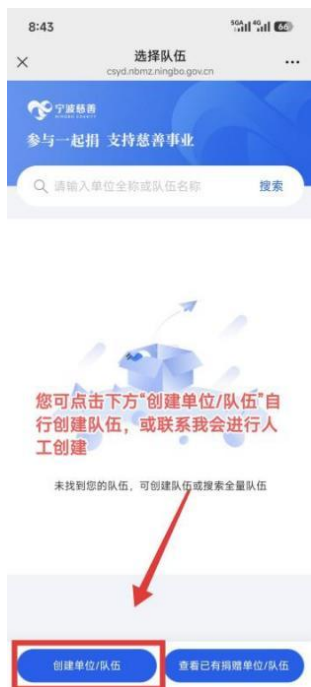 8:43
5GA 4G 66
选择队伍
csyd.nbmz.ningbo.gov.cn
宁波慈善
NINGBO CHARITY
参与一起捐 支持慈善事业
请输入单位全称或队伍名称
搜索
您可点击下方“创建单位/队伍”自
行创建队伍，或联系我会进行人
工创建
未找到您的队伍，可创建队伍或搜索全量队伍
创建单位/队伍
查看已有捐赠单位/队伍